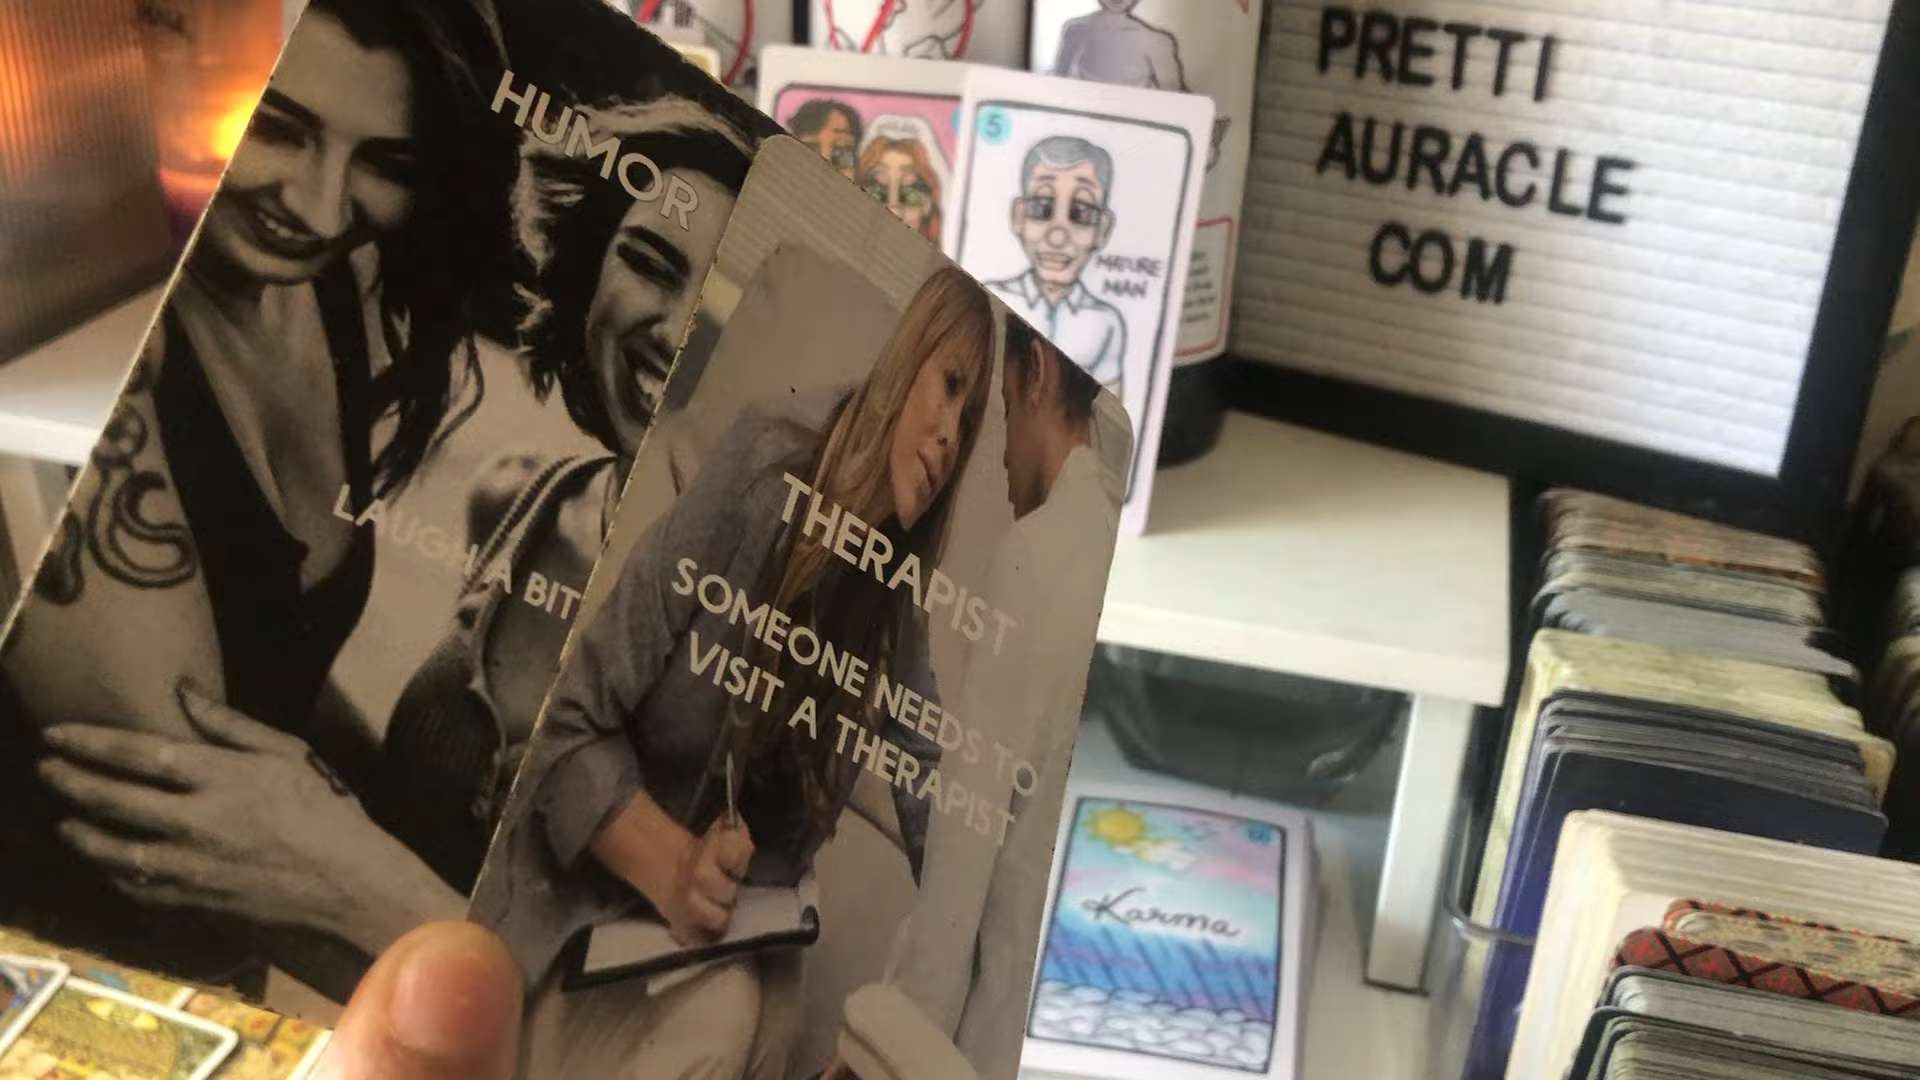 HUMOR
LAUGH A BIT
THERAPIST
SOMEONE NEEDS TO
VISIT A THERAPIST
5
MATURE
MAN
PRETTI
AURACLE
COM
Karma